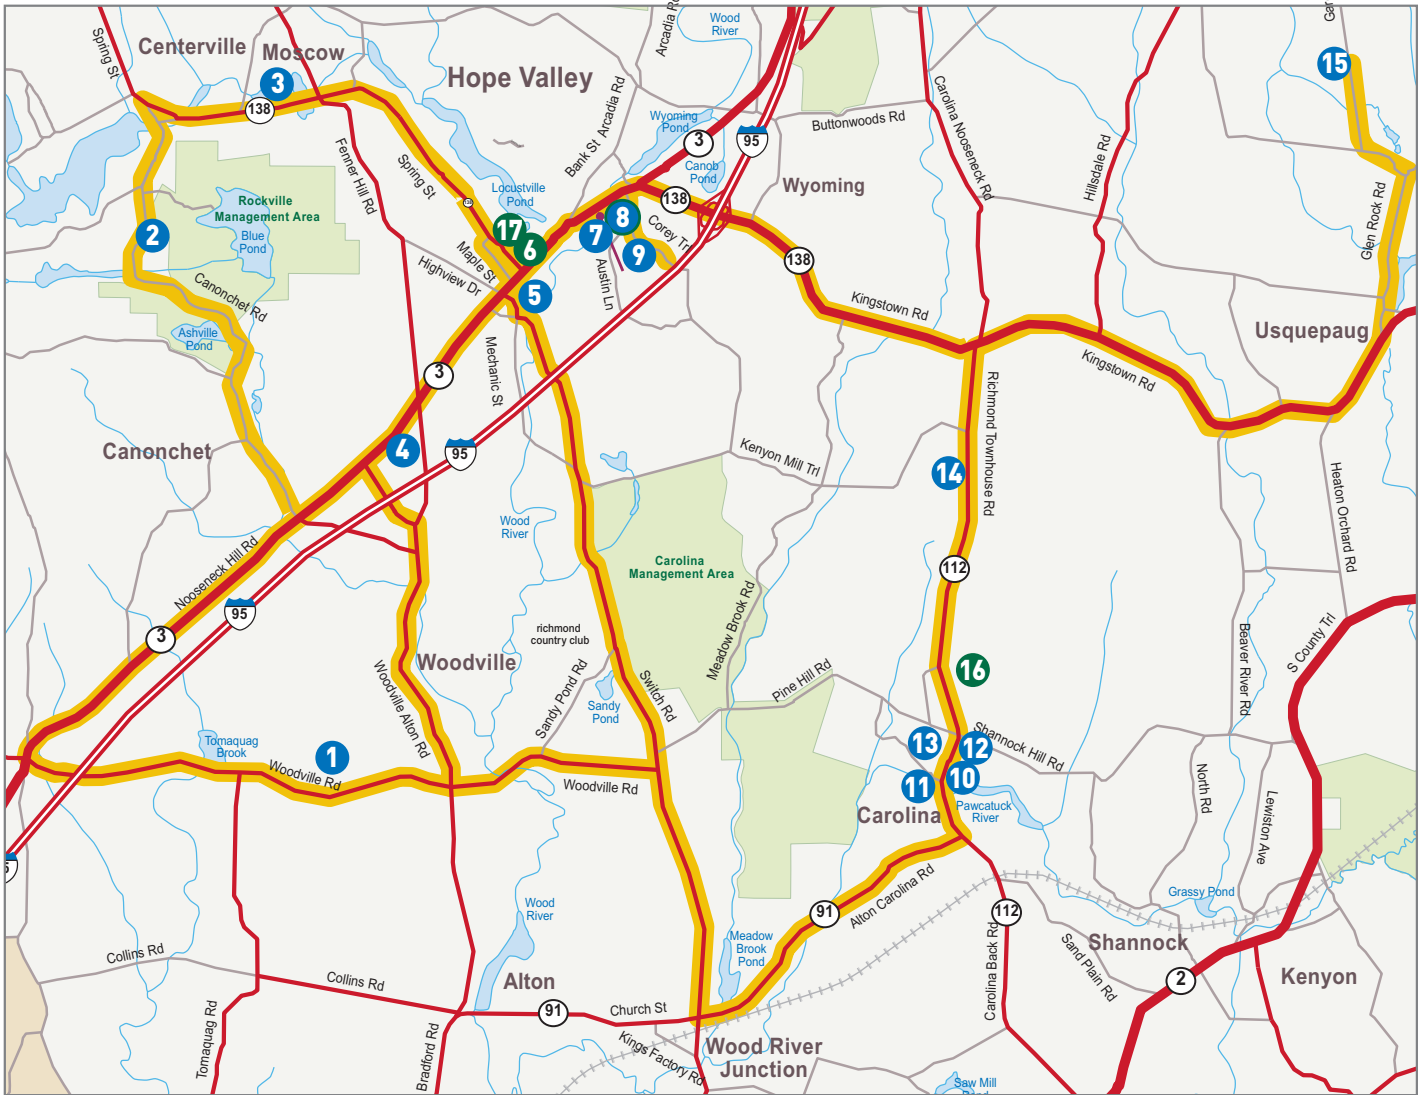 Spring St
Centerville
Moscow
3
138
Hope Valley
Arcadia Rd
Wood
River
15
Wyoming
Pond
3
95
Buttonwoods Rd
Carolina Nooseneck Rd
Hillsdale Rd
Bank St
Arcadia Rd
Canob
Pond
Wyoming
Fenner Hill Rd
Spring St
Locustville
Pond
138
Rockville
Management Area
Blue
Pond
2
17
6
7
8
9
Corey Trl
Glen Rock Rd
Maple St
Highview Dr
5
Austin Ln
138
Canonchet Rd
Kingstown Rd
Ashville
Pond
Mechanic St
Usquepaug
3
Kingstown Rd
Richmond Townhouse Rd
Canonchet
4
95
Kenyon Mill Trl
14
Heaton Orchard Rd
Wood
River
Nooseneck Hill Rd
Carolina
Management Area
112
95
3
richmond
country club
Meadow Brook Rd
Beaver River Rd
S County Trl
Woodville
Woodville Alton Rd
Sandy Pond Rd
Sandy
Pond
Switch Rd
Pine Hill Rd
16
Tomaquag
Brook
1
Woodville Rd
Woodville Rd
13
12
Shannock Hill Rd
11
10
Carolina
Pawcatuck
River
North Rd
Lewiston Ave
5
Wood
River
91
Alton Carolina Rd
Grassy Pond
Collins Rd
Collins Rd
Alton
Meadow
Brook
Pond
112
Carolina Back Rd
Sand Plain Rd
Shannock
2
Kenyon
91
Church St
Tomaquag Rd
Bradford Rd
Kings Factory Rd
Wood River
Junction
Saw Mill